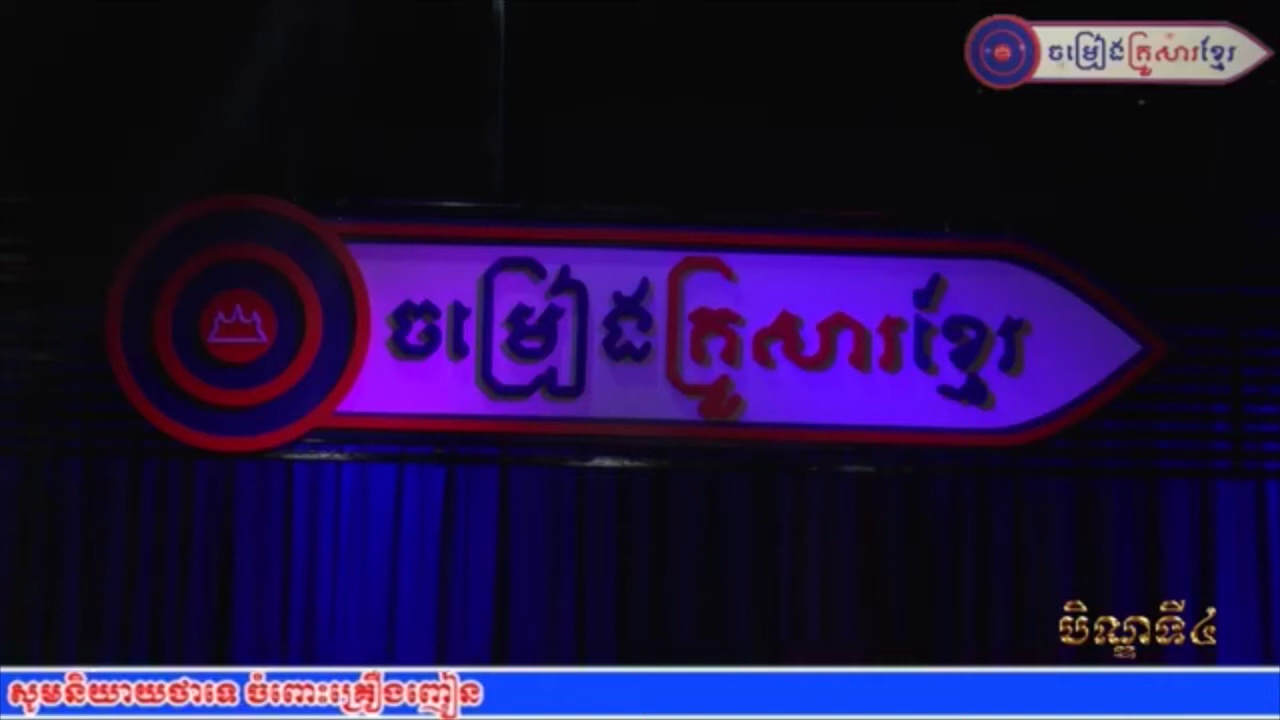 ចម្រៀងគ្រួសារខ្មែរ
ចម្រៀងគ្រួសារខ្មែរ
បិណ្ឌទី៤
សូមនិយាយថាទេ ចំពោះគ្រឿងញៀន